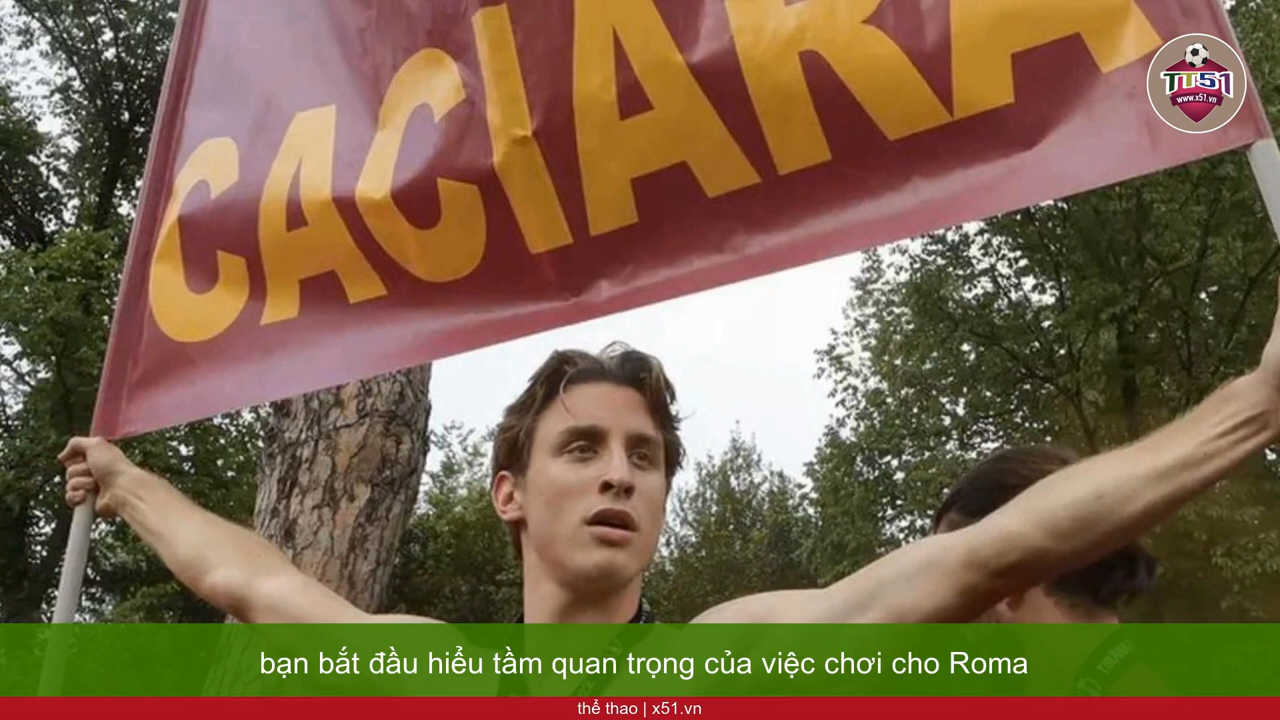 CACIARA
TT51
www.x51.vn
bạn bắt đầu hiểu tầm quan trọng của việc chơi cho Roma
thể thao | x51.vn